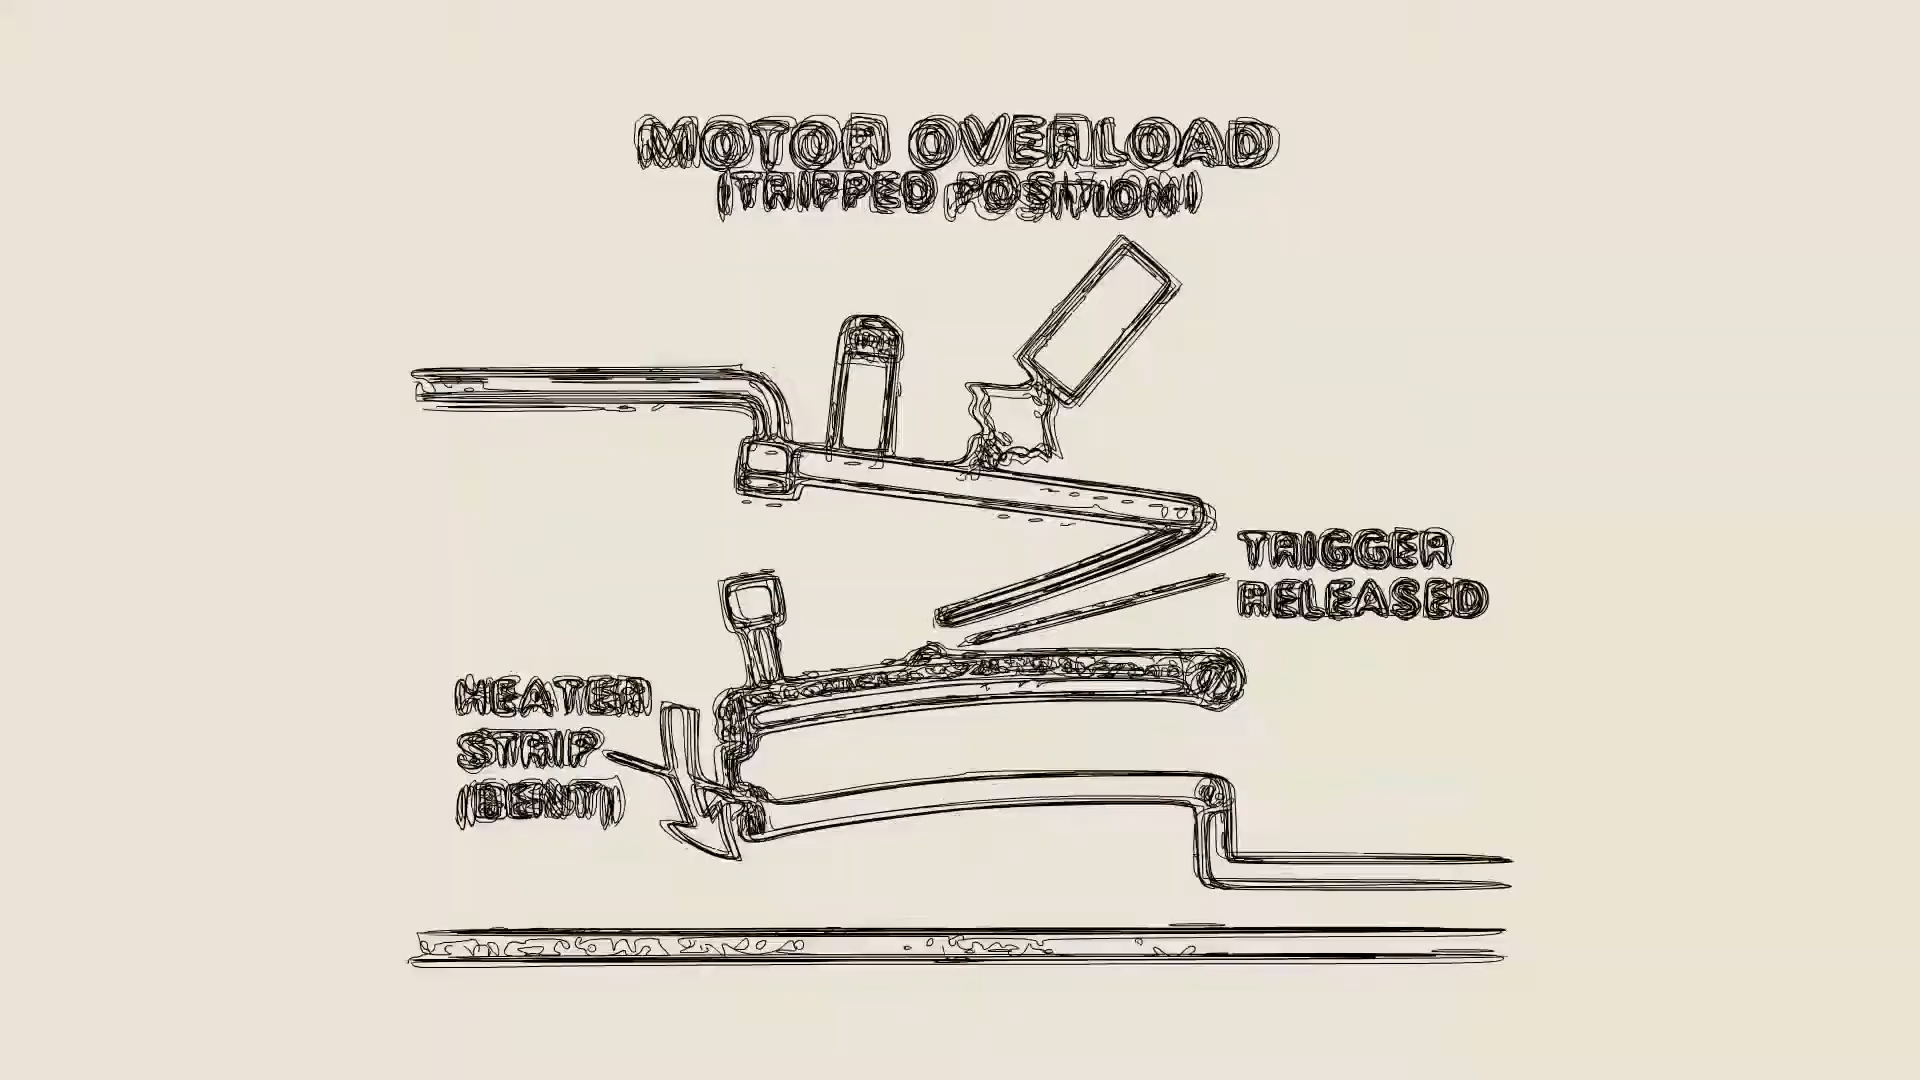 MOTOR OVERLOAD
(TRIPPED POSITION)
TRIGGER
RELEASED
HEATER
STRIP
(BENT)